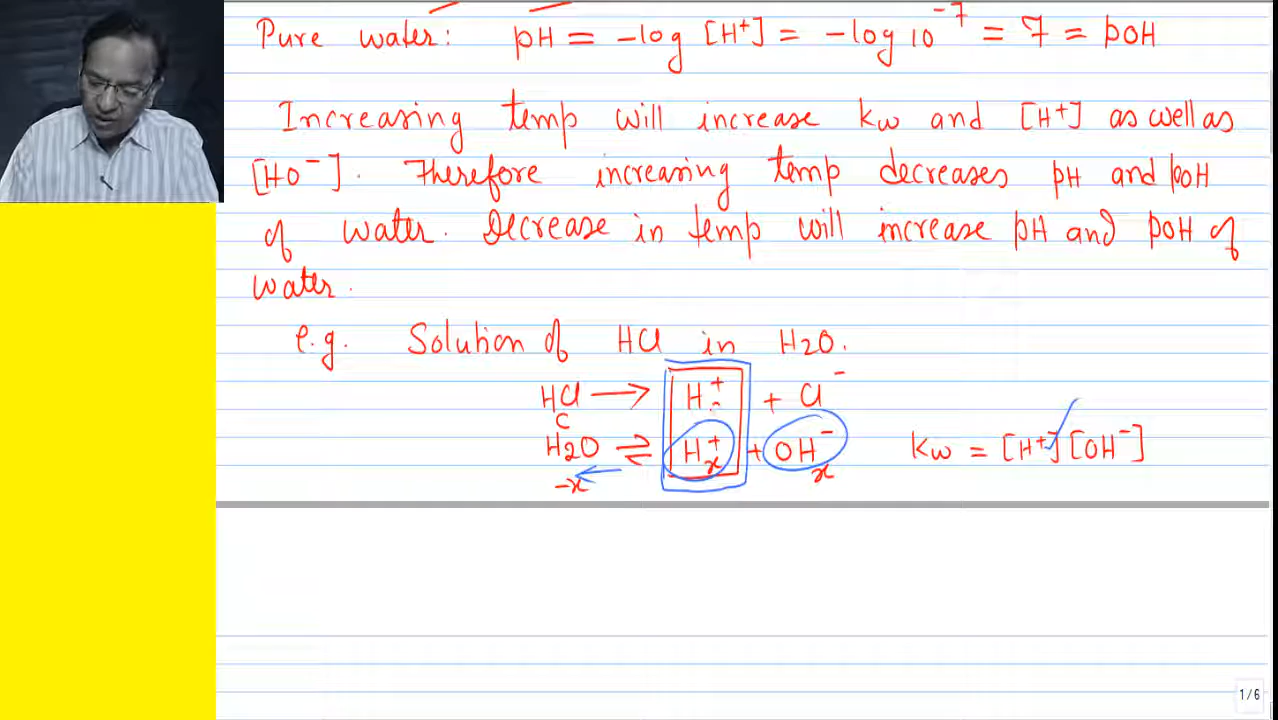 Pure water: pH = -log [H+] = -log 10^-7 = 7 = pOH
Increasing temp will increase kw and [H+] as well as
[HO-]. Therefore increasing temp decreases pH and pOH
of water. Decrease in temp will increase pH and pOH of
water.
e.g. Solution of HCl in H2O.
HCl → H+ + Cl-
C
H2O ⇌ H+ + OH- kw = [H+] [OH-]
-x x x
1/6